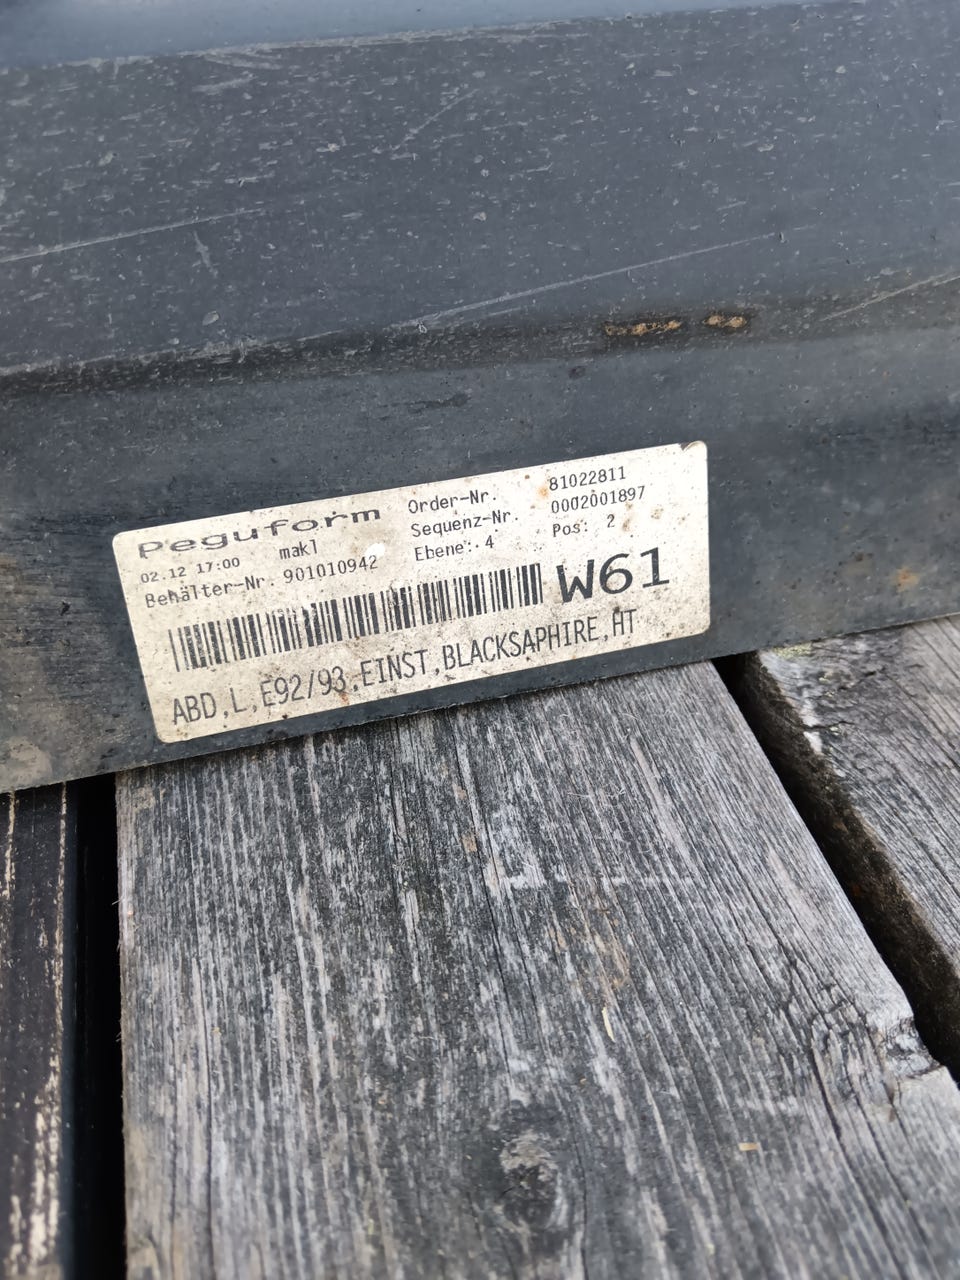 Peguform
Order-Nr. 81022811
02.12 17:00 makl
Sequenz-Nr. 0002001897
Behälter-Nr. 901010942
Ebene: 4 Pos: 2
W61
ABD,L,E92/93,EINST,BLACKSAPHIRE,HT